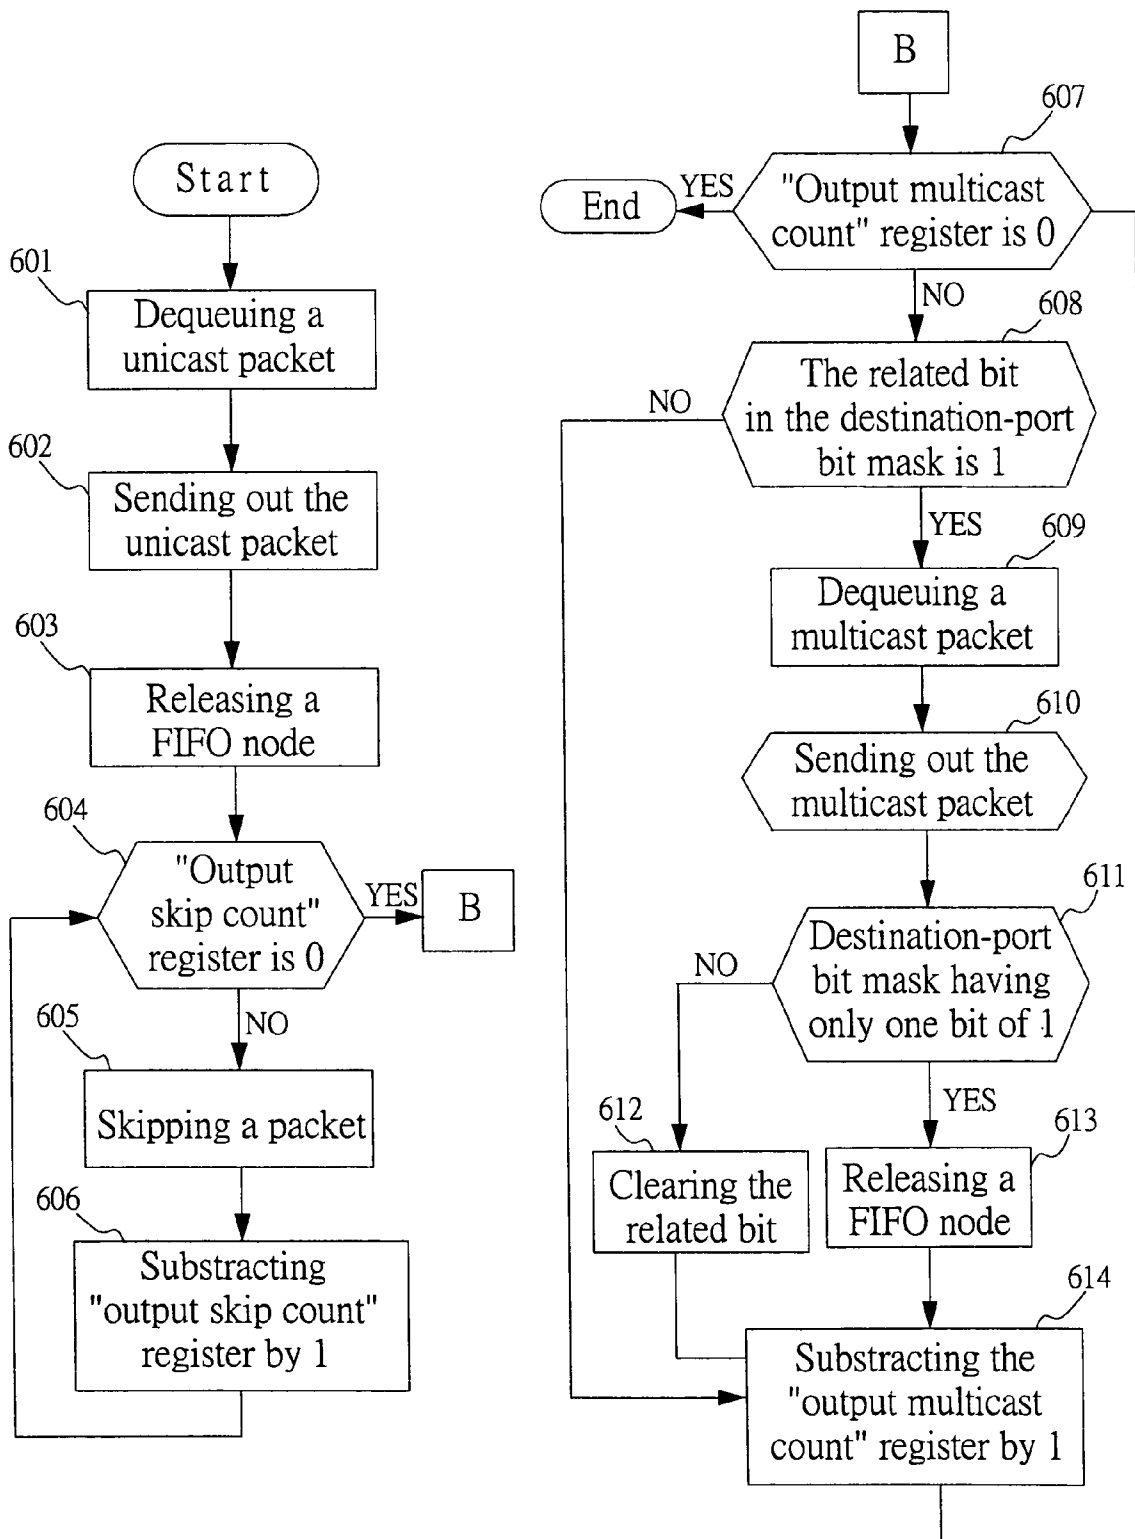 Start
601
Dequeuing a
unicast packet
602
Sending out the
unicast packet
603
Releasing a
FIFO node
604
"Output
skip count"
register is 0
YES
B
NO
605
Skipping a packet
606
Substracting
"output skip count"
register by 1
B
607
"Output multicast
count" register is 0
YES
End
NO
608
The related bit
in the destination-port
bit mask is 1
NO
YES
609
Dequeuing a
multicast packet
610
Sending out the
multicast packet
611
Destination-port
bit mask having
only one bit of 1
NO
YES
612
Clearing the
related bit
613
Releasing a
FIFO node
614
Substracting the
"output multicast
count" register by 1